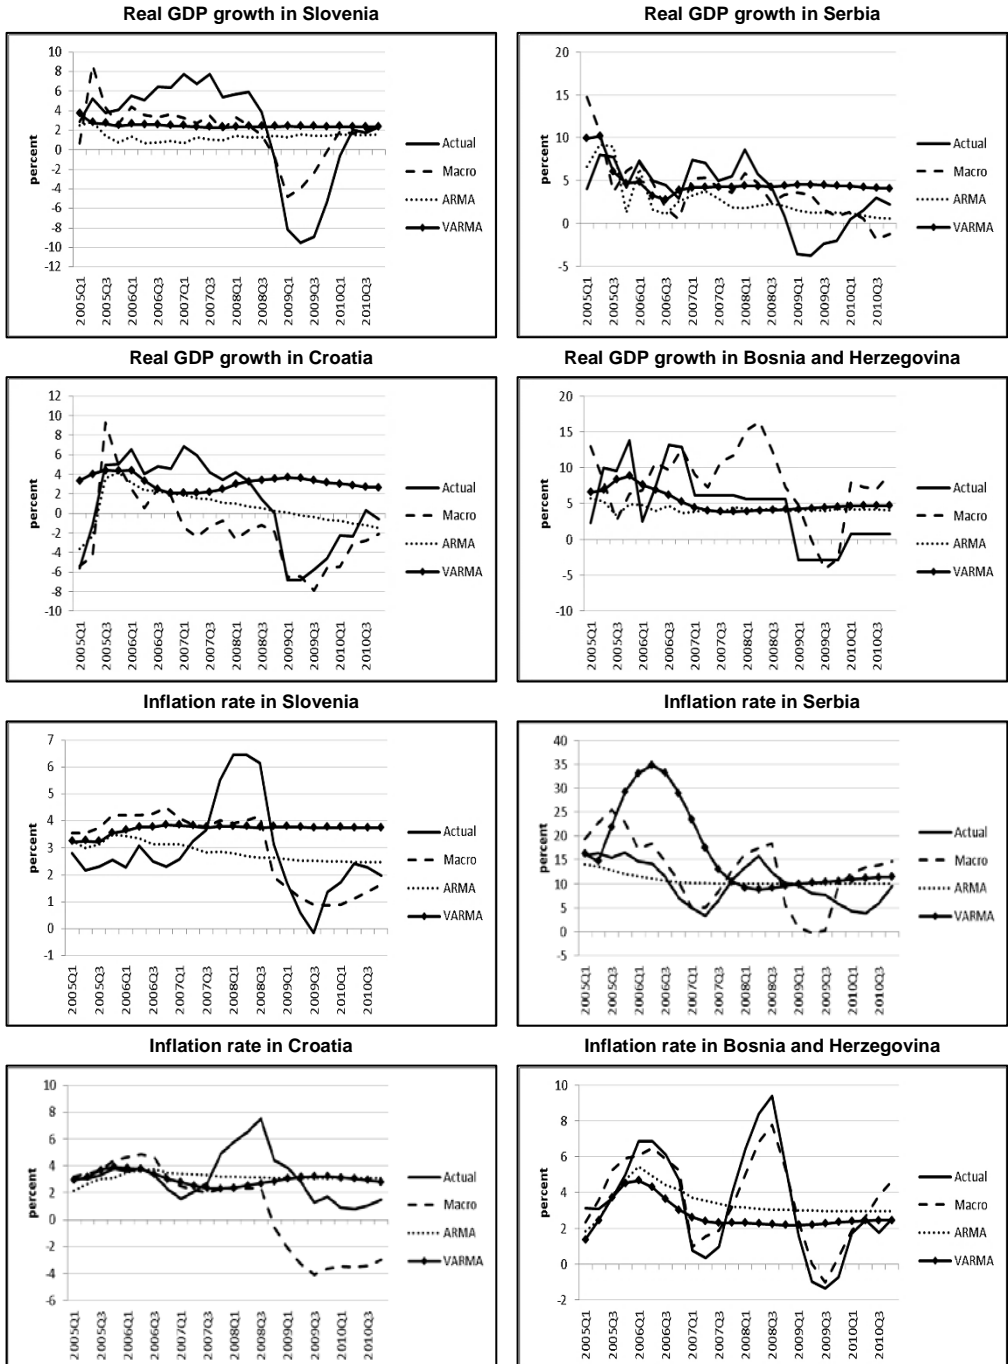 Real GDP growth in Slovenia
10
8
6
4
2
0
-2
-4
-6
-8
-10
-12
percent
2005Q1
2005Q3
2006Q1
2006Q3
2007Q1
2007Q3
2008Q1
2008Q3
2009Q1
2009Q3
2010Q1
2010Q3
Actual
Macro
ARMA
VARMA
Real GDP growth in Serbia
20
15
10
5
0
-5
percent
2005Q1
2005Q3
2006Q1
2006Q3
2007Q1
2007Q3
2008Q1
2008Q3
2009Q1
2009Q3
2010Q1
2010Q3
Actual
Macro
ARMA
VARMA
Real GDP growth in Croatia
12
10
8
6
4
2
0
-2
-4
-6
-8
-10
percent
2005Q1
2005Q3
2006Q1
2006Q3
2007Q1
2007Q3
2008Q1
2008Q3
2009Q1
2009Q3
2010Q1
2010Q3
Actual
Macro
ARMA
VARMA
Real GDP growth in Bosnia and Herzegovina
20
15
10
5
0
-5
-10
percent
2005Q1
2005Q3
2006Q1
2006Q3
2007Q1
2007Q3
2008Q1
2008Q3
2009Q1
2009Q3
2010Q1
2010Q3
Actual
Macro
ARMA
VARMA
Inflation rate in Slovenia
7
6
5
4
3
2
1
0
-1
percent
2005Q1
2005Q3
2006Q1
2006Q3
2007Q1
2007Q3
2008Q1
2008Q3
2009Q1
2009Q3
2010Q1
2010Q3
Actual
Macro
ARMA
VARMA
Inflation rate in Serbia
40
35
30
25
20
15
10
5
0
-5
percent
2005Q1
2005Q3
2006Q1
2006Q3
2007Q1
2007Q3
2008Q1
2008Q3
2009Q1
2009Q3
2010Q1
2010Q3
Actual
Macro
ARMA
VARMA
Inflation rate in Croatia
10
8
6
4
2
0
-2
-4
-6
percent
2005Q1
2005Q3
2006Q1
2006Q3
2007Q1
2007Q3
2008Q1
2008Q3
2009Q1
2009Q3
2010Q1
2010Q3
Actual
Macro
ARMA
VARMA
Inflation rate in Bosnia and Herzegovina
10
8
6
4
2
0
-2
percent
2005Q1
2005Q3
2006Q1
2006Q3
2007Q1
2007Q3
2008Q1
2008Q3
2009Q1
2009Q3
2010Q1
2010Q3
Actual
Macro
ARMA
VARMA